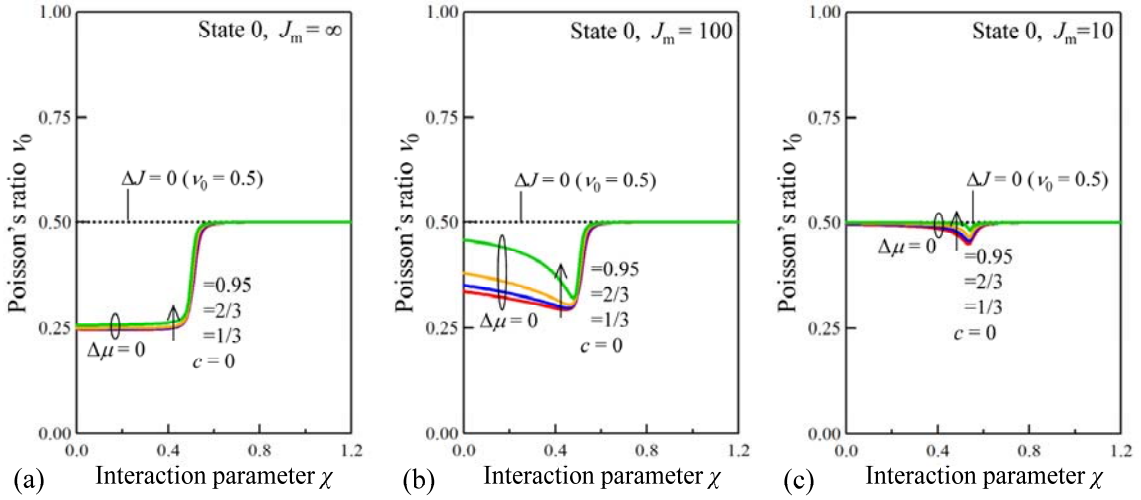 State 0, Jm = ∞
1.00
0.75
0.50
0.25
0.00
Poisson's ratio ν0
ΔJ = 0 (ν0 = 0.5)
=0.95
=2/3
=1/3
c = 0
Δμ = 0
0.0 0.4 0.8 1.2
(a) Interaction parameter χ
State 0, Jm = 100
1.00
0.75
0.50
0.25
0.00
Poisson's ratio ν0
ΔJ = 0 (ν0 = 0.5)
=0.95
=2/3
=1/3
c = 0
Δμ = 0
0.0 0.4 0.8 1.2
(b) Interaction parameter χ
State 0, Jm =10
1.00
0.75
0.50
0.25
0.00
Poisson's ratio ν0
ΔJ = 0 (ν0 = 0.5)
Δμ = 0
=0.95
=2/3
=1/3
c = 0
0.0 0.4 0.8 1.2
(c) Interaction parameter χ